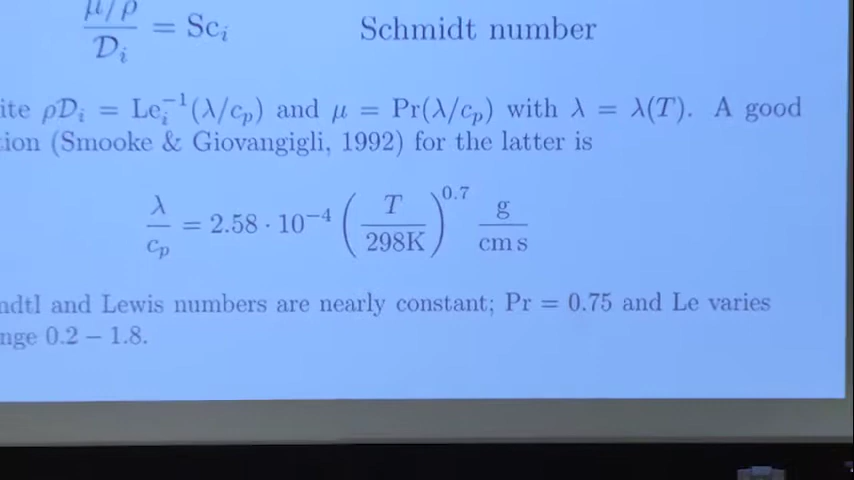 μ/ρ / 𝒟ᵢ = Scᵢ Schmidt number
ite ρ𝒟ᵢ = Leᵢ⁻¹(λ/cₚ) and μ = Pr(λ/cₚ) with λ = λ(T). A good
ion (Smooke & Giovangigli, 1992) for the latter is
λ/cₚ = 2.58 · 10⁻⁴ (T/298K)^0.7 g/cm s
ndtl and Lewis numbers are nearly constant; Pr = 0.75 and Le varies
nge 0.2 – 1.8.